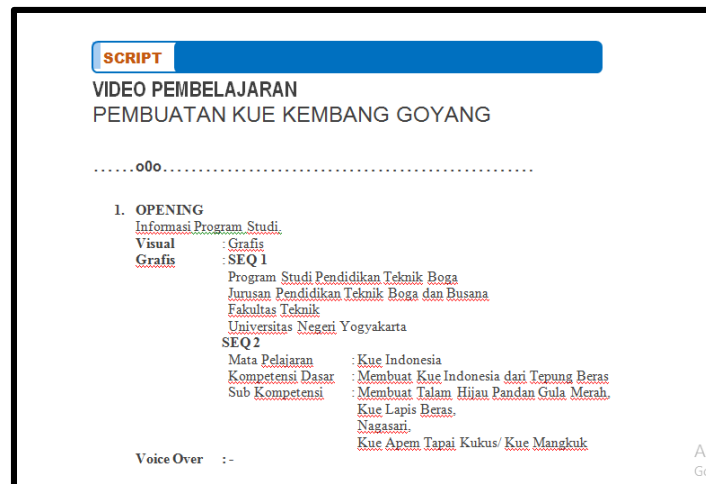 SCRIPT
VIDEO PEMBELAJARAN
PEMBUATAN KUE KEMBANG GOYANG
......o0o....................................................
1. OPENING
Informasi Program Studi.
Visual : Grafis
Grafis : SEQ 1
Program Studi Pendidikan Teknik Boga
Jurusan Pendidikan Teknik Boga dan Busana
Fakultas Teknik
Universitas Negeri Yogyakarta
SEQ 2
Mata Pelajaran : Kue Indonesia
Kompetensi Dasar : Membuat Kue Indonesia dari Tepung Beras
Sub Kompetensi : Membuat Talam Hijau Pandan Gula Merah,
Kue Lapis Beras,
Nagasari,
Kue Apem Tapai Kukus/ Kue Mangkuk
Voice Over : -
A
Go